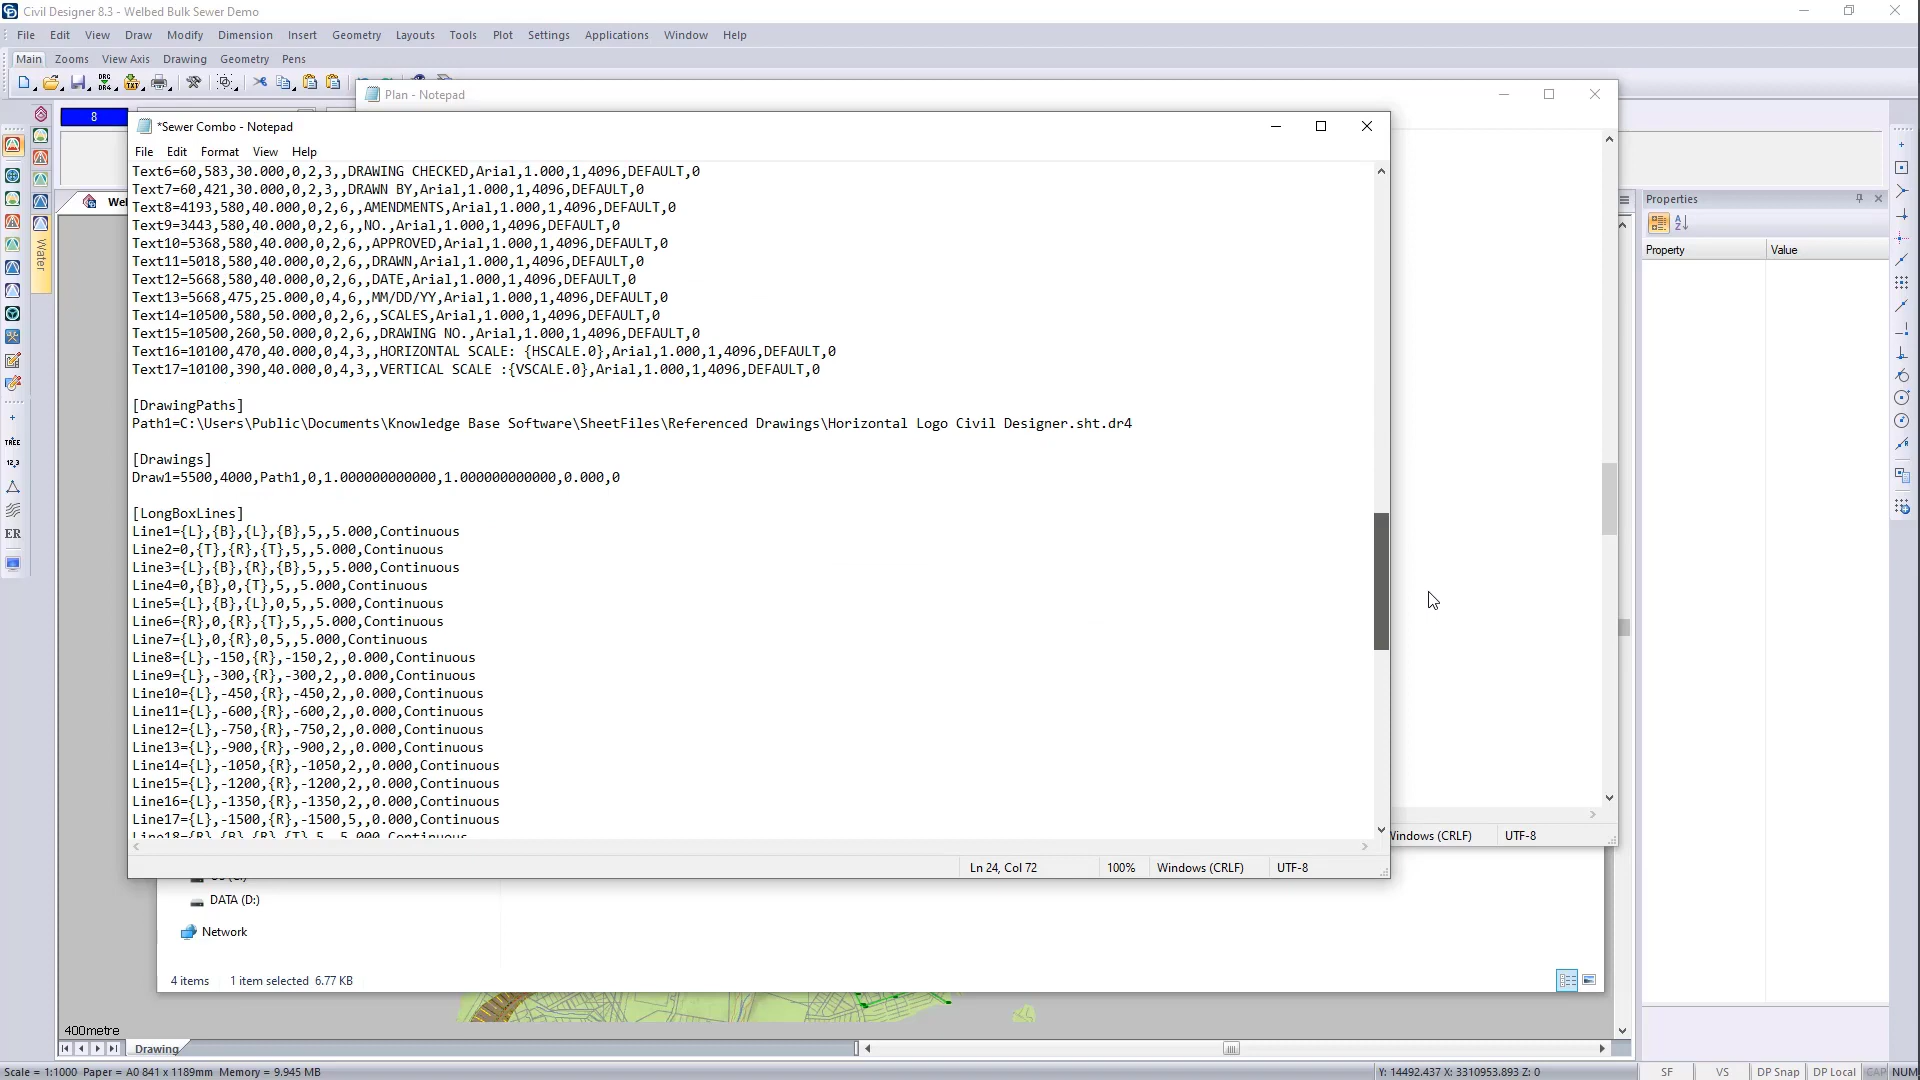 Civil Designer 8.3 - Welbed Bulk Sewer Demo
File Edit View Draw Modify Dimension Insert Geometry Layouts Tools Plot Settings Applications Window Help
Main Zooms View Axis Drawing Geometry Pens
Plan - Notepad
8
*Sewer Combo - Notepad
File Edit Format View Help
Text6=60,583,30.000,0,2,3,,DRAWING CHECKED,Arial,1.000,1,4096,DEFAULT,0
Text7=60,421,30.000,0,2,3,,DRAWN BY,Arial,1.000,1,4096,DEFAULT,0
Text8=4193,580,40.000,0,2,6,,AMENDMENTS,Arial,1.000,1,4096,DEFAULT,0
Text9=3443,580,40.000,0,2,6,,NO.,Arial,1.000,1,4096,DEFAULT,0
Text10=5368,580,40.000,0,2,6,,APPROVED,Arial,1.000,1,4096,DEFAULT,0
Text11=5018,580,40.000,0,2,6,,DRAWN,Arial,1.000,1,4096,DEFAULT,0
Text12=5668,580,40.000,0,2,6,,DATE,Arial,1.000,1,4096,DEFAULT,0
Text13=5668,475,25.000,0,4,6,,MM/DD/YY,Arial,1.000,1,4096,DEFAULT,0
Text14=10500,580,50.000,0,2,6,,SCALES,Arial,1.000,1,4096,DEFAULT,0
Text15=10500,260,50.000,0,2,6,,DRAWING NO.,Arial,1.000,1,4096,DEFAULT,0
Text16=10100,470,40.000,0,4,3,,HORIZONTAL SCALE: {HSCALE.0},Arial,1.000,1,4096,DEFAULT,0
Text17=10100,390,40.000,0,4,3,,VERTICAL SCALE :{VSCALE.0},Arial,1.000,1,4096,DEFAULT,0
[DrawingPaths]
Path1=C:\Users\Public\Documents\Knowledge Base Software\SheetFiles\Referenced Drawings\Horizontal Logo Civil Designer.sht.dr4
[Drawings]
Draw1=5500,4000,Path1,0,1.000000000000,1.000000000000,0.000,0
[LongBoxLines]
Line1={L},{B},{L},{B},5,,5.000,Continuous
Line2=0,{T},{R},{T},5,,5.000,Continuous
Line3={L},{B},{R},{B},5,,5.000,Continuous
Line4=0,{B},0,{T},5,,5.000,Continuous
Line5={L},{B},{L},0,5,,5.000,Continuous
Line6={R},0,{R},{T},5,,5.000,Continuous
Line7={L},0,{R},0,5,,5.000,Continuous
Line8={L},-150,{R},-150,2,,0.000,Continuous
Line9={L},-300,{R},-300,2,,0.000,Continuous
Line10={L},-450,{R},-450,2,,0.000,Continuous
Line11={L},-600,{R},-600,2,,0.000,Continuous
Line12={L},-750,{R},-750,2,,0.000,Continuous
Line13={L},-900,{R},-900,2,,0.000,Continuous
Line14={L},-1050,{R},-1050,2,,0.000,Continuous
Line15={L},-1200,{R},-1200,2,,0.000,Continuous
Line16={L},-1350,{R},-1350,2,,0.000,Continuous
Line17={L},-1500,{R},-1500,5,,0.000,Continuous
Line18={R},{B},{R},{T},5,,5.000,Continuous
Ln 24, Col 72 100% Windows (CRLF) UTF-8
Windows (CRLF) UTF-8
Wel
Water
TREE
12,3
ER
Properties
Property Value
DATA (D:)
Network
4 items 1 item selected 6.77 KB
400metre
Drawing
Scale = 1:1000 Paper = A0 841 x 1189mm Memory = 9.945 MB
Y: 14492.437 X: 3310953.893 Z: 0
SF VS DP Snap DP Local CAP NUM